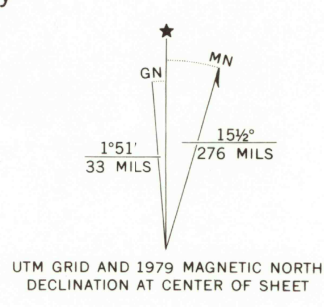 y
MN
GN
1°51'
33 MILS
15½°
276 MILS
UTM GRID AND 1979 MAGNETIC NORTH
DECLINATION AT CENTER OF SHEET